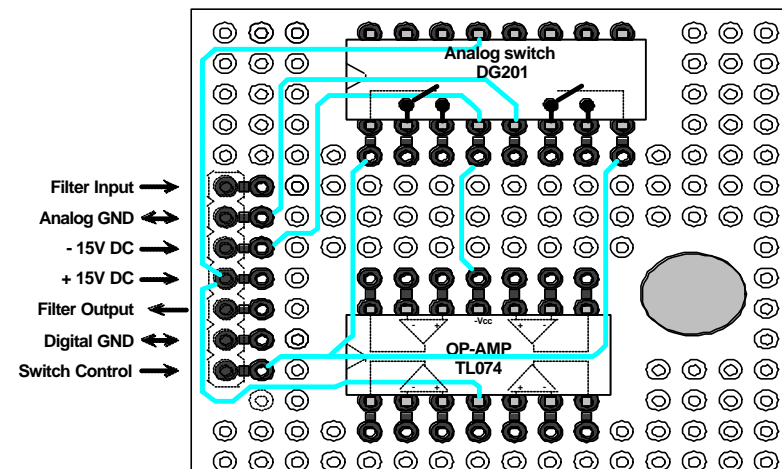 Analog switch
DG201
Filter Input
Analog GND
- 15V DC
+ 15V DC
Filter Output
Digital GND
Switch Control
- + -Vcc - +
OP-AMP
TL074
- + - +